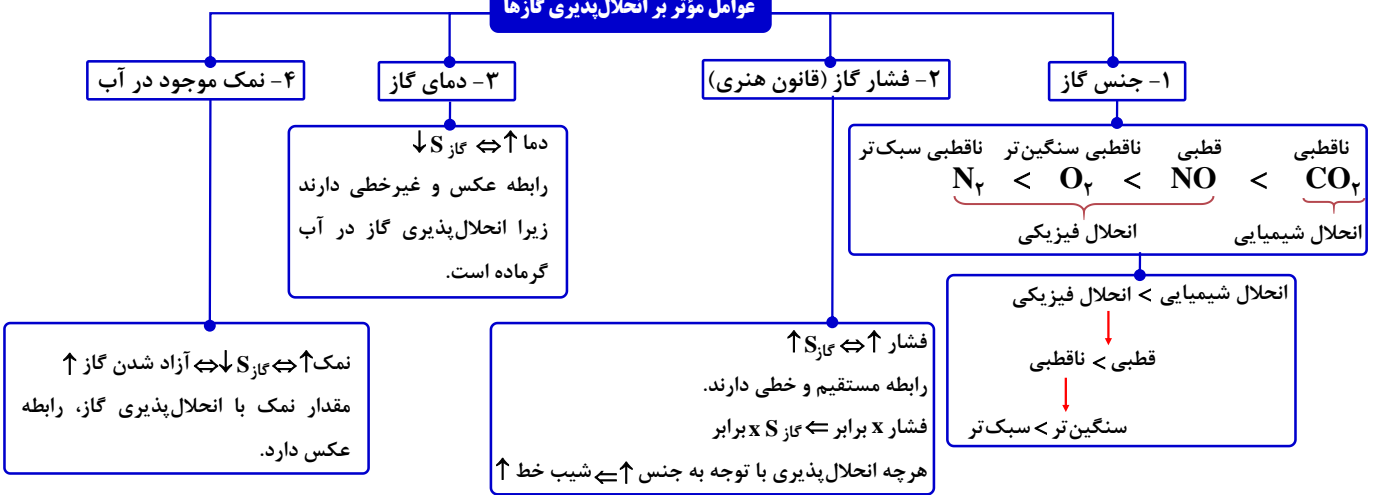 عوامل مؤثر بر انحلال‌پذیری گازها
۱- جنس گاز
۲- فشار گاز (قانون هنری)
۳- دمای گاز
۴- نمک موجود در آب
ناقطبی سبک‌تر ناقطبی سنگین‌تر قطبی ناقطبی
N₂ < O₂ < NO < CO₂
انحلال فیزیکی انحلال شیمیایی
انحلال شیمیایی > انحلال فیزیکی
قطبی > ناقطبی
سنگین‌تر > سبک‌تر
فشار ↑ ⇔ S گاز ↑
رابطه مستقیم و خطی دارند.
فشار x برابر ⇐ S گاز x برابر
هرچه انحلال‌پذیری با توجه به جنس ↑ ⇐ شیب خط ↑
دما ↑ ⇔ S گاز ↓
رابطه عکس و غیرخطی دارند
زیرا انحلال‌پذیری گاز در آب
گرماده است.
نمک ↑ ⇔ S گاز ↓ ⇔ آزاد شدن گاز ↑
مقدار نمک با انحلال‌پذیری گاز، رابطه
عکس دارد.